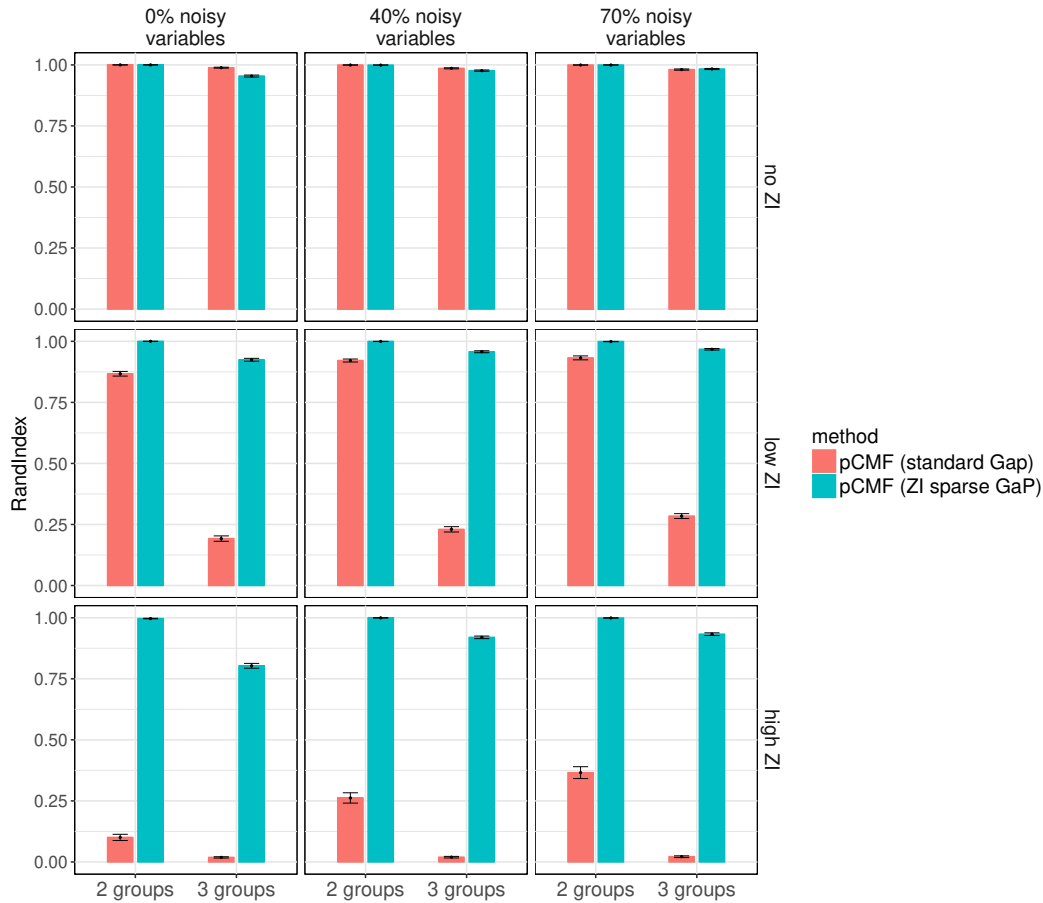 0% noisy
variables
40% noisy
variables
70% noisy
variables
1.00
0.75
0.50
0.25
0.00
no ZI
1.00
0.75
0.50
0.25
0.00
low ZI
1.00
0.75
0.50
0.25
0.00
high ZI
RandIndex
2 groups 3 groups 2 groups 3 groups 2 groups 3 groups
method
pCMF (standard Gap)
pCMF (ZI sparse GaP)